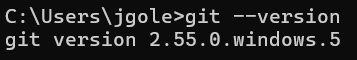 C:\Users\jgole>git --version
git version 2.55.0.windows.5